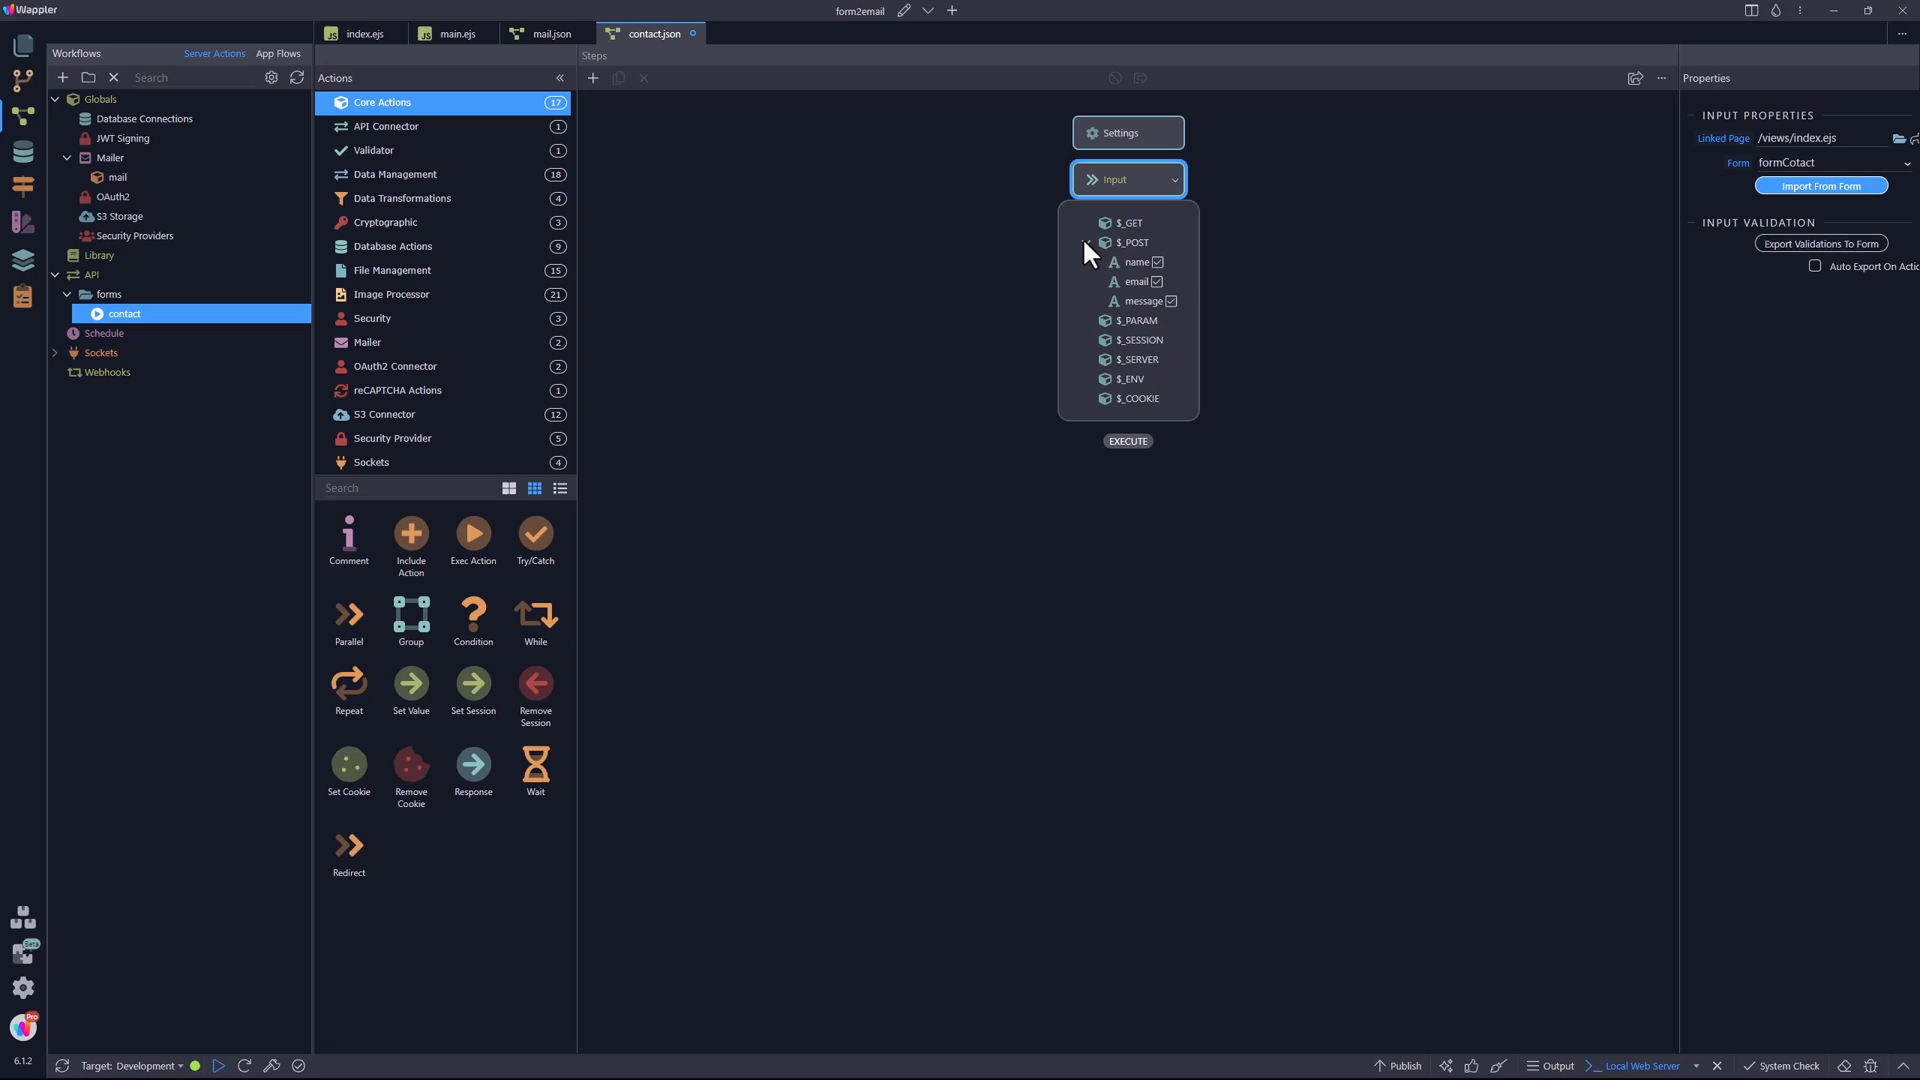 Wappler
form2email
index.ejs
main.ejs
mail.json
contact.json
Workflows
Server Actions
App Flows
Search
Globals
Database Connections
JWT Signing
Mailer
mail
OAuth2
S3 Storage
Security Providers
Library
API
forms
contact
Schedule
Sockets
Webhooks
Beta
Pro
6.1.2
Actions
Core Actions 17
API Connector 1
Validator 1
Data Management 18
Data Transformations 4
Cryptographic 3
Database Actions 9
File Management 15
Image Processor 21
Security 3
Mailer 2
OAuth2 Connector 2
reCAPTCHA Actions 1
S3 Connector 12
Security Provider 5
Sockets 4
Search
Comment
Include Action
Exec Action
Try/Catch
Parallel
Group
Condition
While
Repeat
Set Value
Set Session
Remove Session
Set Cookie
Remove Cookie
Response
Wait
Redirect
Steps
Settings
Input
$_GET
$_POST
name
email
message
$_PARAM
$_SESSION
$_SERVER
$_ENV
$_COOKIE
EXECUTE
Properties
INPUT PROPERTIES
Linked Page /views/index.ejs
Form formCotact
Import From Form
INPUT VALIDATION
Export Validations To Form
Auto Export On Actic
Target: Development
Publish
Output
Local Web Server
System Check